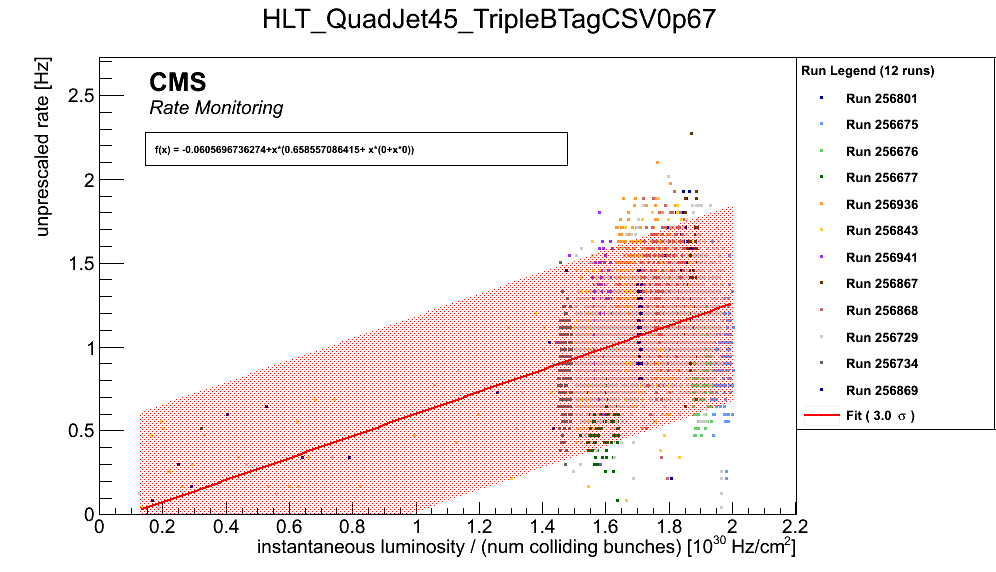 HLT_QuadJet45_TripleBTagCSV0p67
unprescaled rate [Hz]
CMS
Rate Monitoring
f(x) = -0.0605696736274+x*(0.658557086415+ x*(0+x*0))
2.5
2
1.5
1
0.5
0
0 0.2 0.4 0.6 0.8 1 1.2 1.4 1.6 1.8 2 2.2
instantaneous luminosity / (num colliding bunches) [10³⁰ Hz/cm²]
Run Legend (12 runs)
Run 256801
Run 256675
Run 256676
Run 256677
Run 256936
Run 256843
Run 256941
Run 256867
Run 256868
Run 256729
Run 256734
Run 256869
Fit ( 3.0 σ )